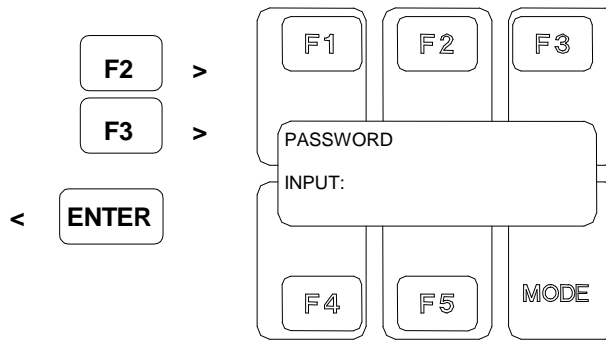 F2 >
F3 >
< ENTER
F1 F2 F3
PASSWORD
INPUT:
F4 F5 MODE